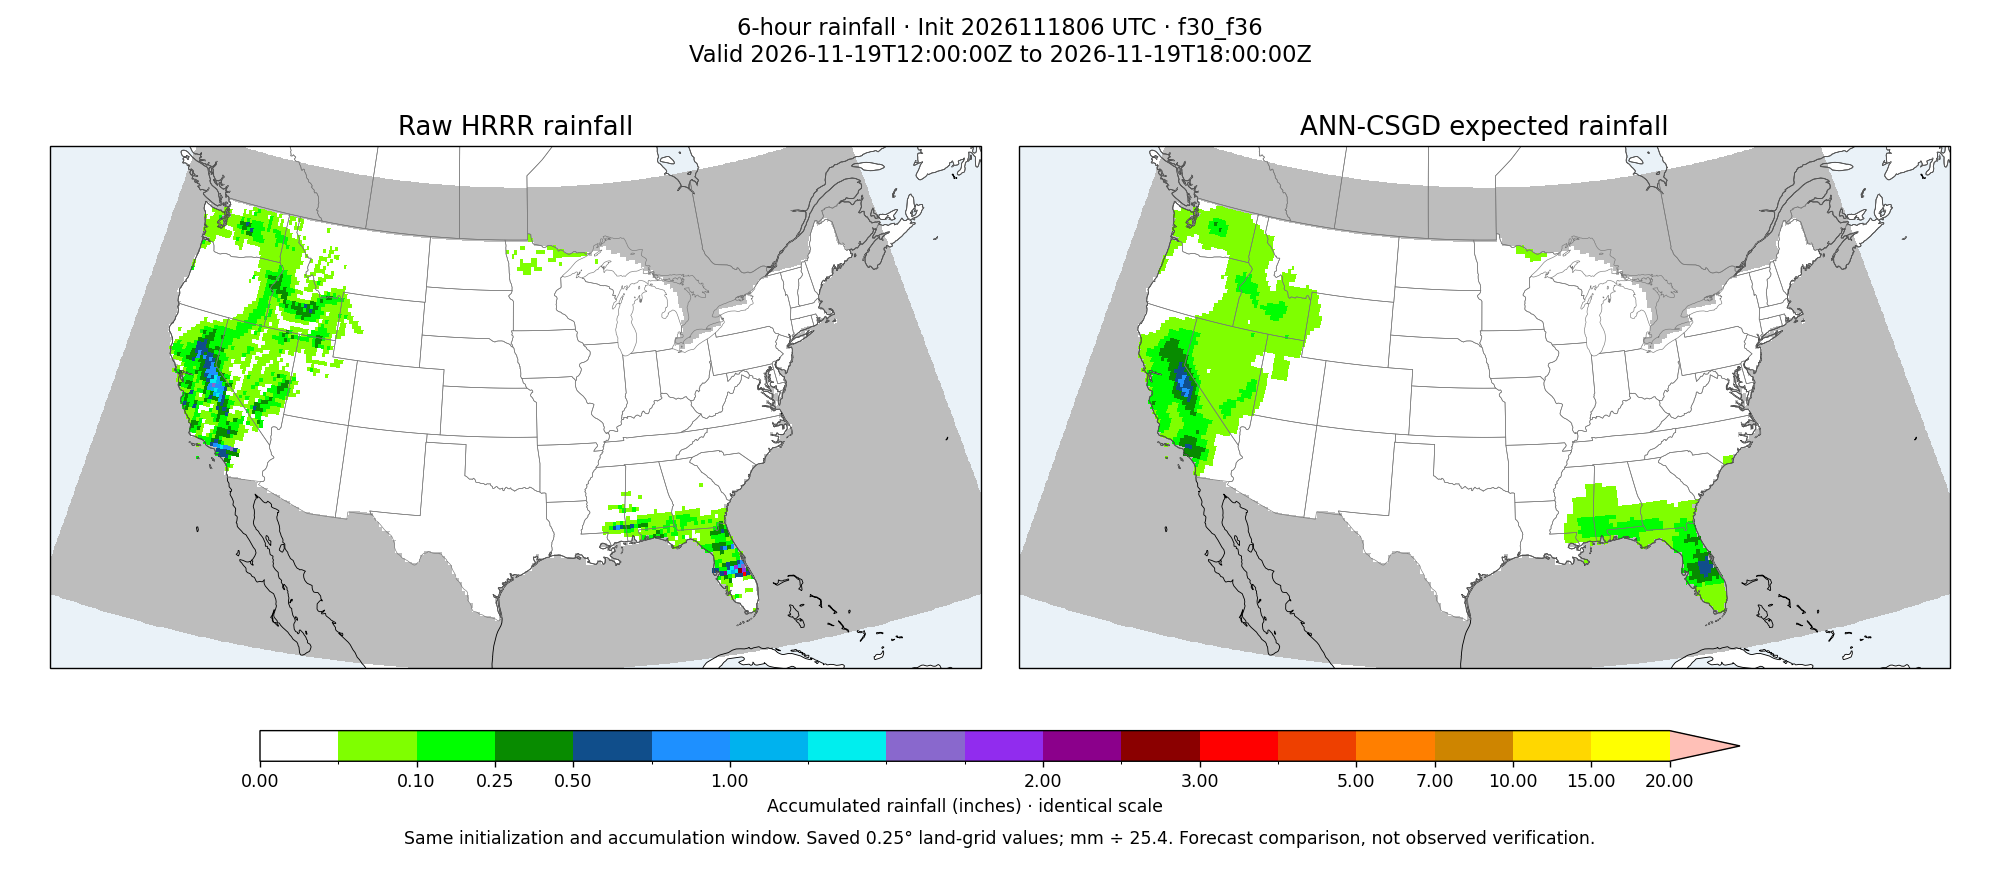 6-hour rainfall · Init 2026111806 UTC · f30_f36
Valid 2026-11-19T12:00:00Z to 2026-11-19T18:00:00Z
Raw HRRR rainfall
ANN-CSGD expected rainfall
0.00 0.10 0.25 0.50 1.00 2.00 3.00 5.00 7.00 10.00 15.00 20.00
Accumulated rainfall (inches) · identical scale
Same initialization and accumulation window. Saved 0.25° land-grid values; mm ÷ 25.4. Forecast comparison, not observed verification.